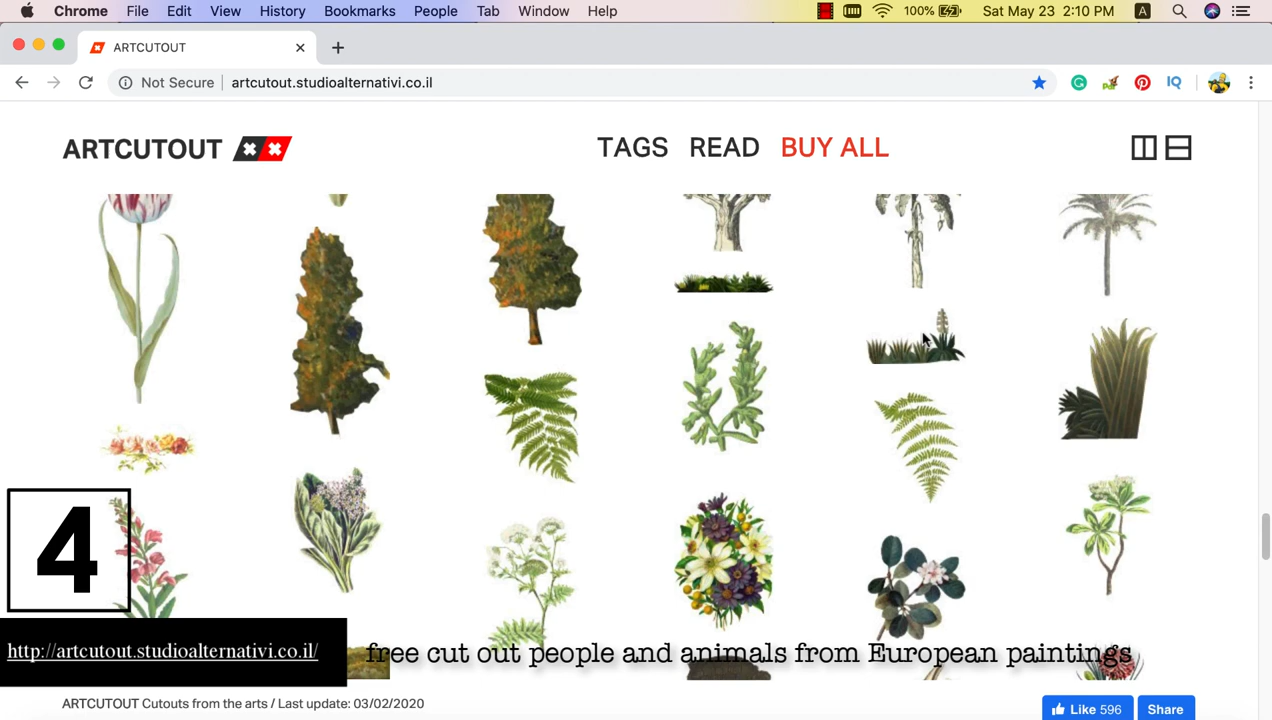 Chrome File Edit View History Bookmarks People Tab Window Help 100% Sat May 23 2:10 PM A
ARTCUTOUT
Not Secure artcutout.studioalternativi.co.il IQ
ARTCUTOUT TAGS READ BUY ALL
4
http://artcutout.studioalternativi.co.il/ free cut out people and animals from European paintings
ARTCUTOUT Cutouts from the arts / Last update: 03/02/2020 Like 596 Share